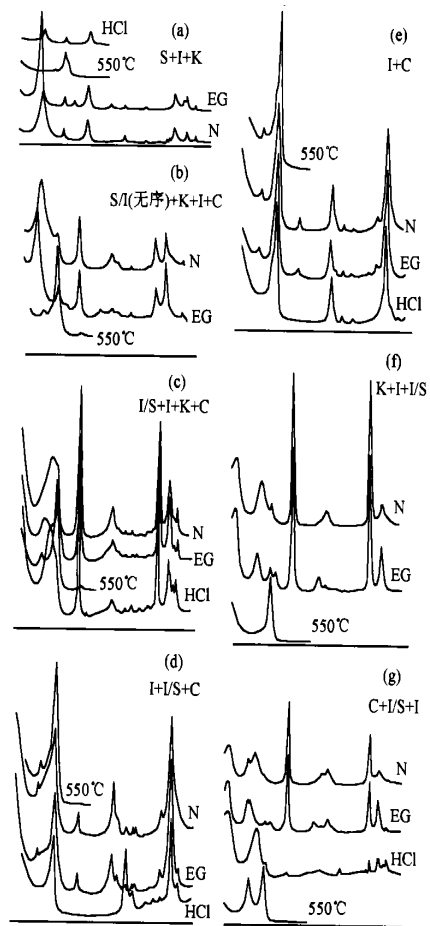 (a)
S+I+K
HCl
550℃
EG
N
(b)
S/I(无序)+K+I+C
N
EG
550℃
(c)
I/S+I+K+C
N
EG
550℃
HCl
(d)
I+I/S+C
550℃
N
EG
HCl
(e)
I+C
550℃
N
EG
HCl
(f)
K+I+I/S
N
EG
550℃
(g)
C+I/S+I
N
EG
HCl
550℃